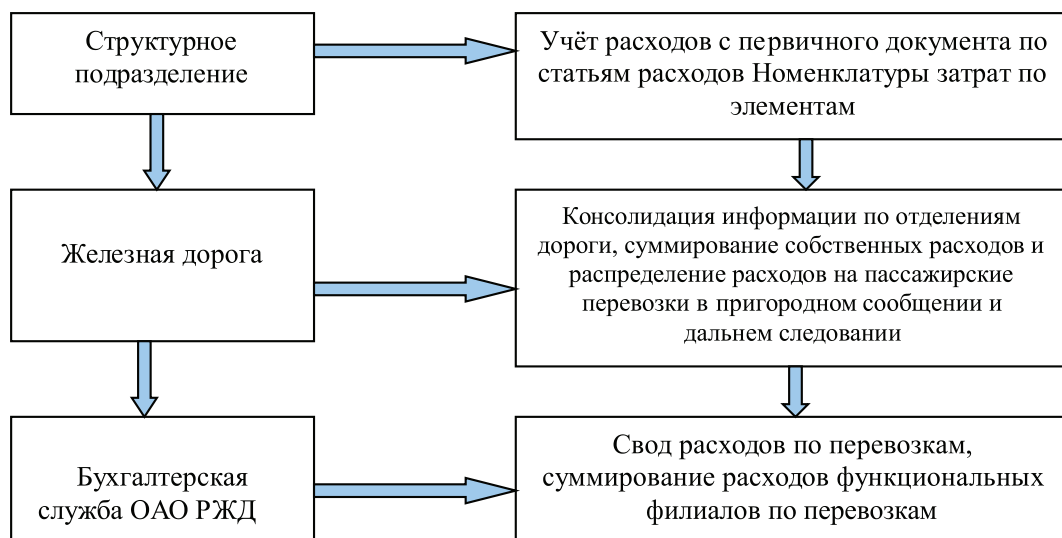 Структурное
подразделение
Учёт расходов с первичного документа по
статьям расходов Номенклатуры затрат по
элементам
Железная дорога
Консолидация информации по отделениям
дороги, суммирование собственных расходов и
распределение расходов на пассажирские
перевозки в пригородном сообщении и
дальнем следовании
Бухгалтерская
служба ОАО РЖД
Свод расходов по перевозкам,
суммирование расходов функциональных
филиалов по перевозкам